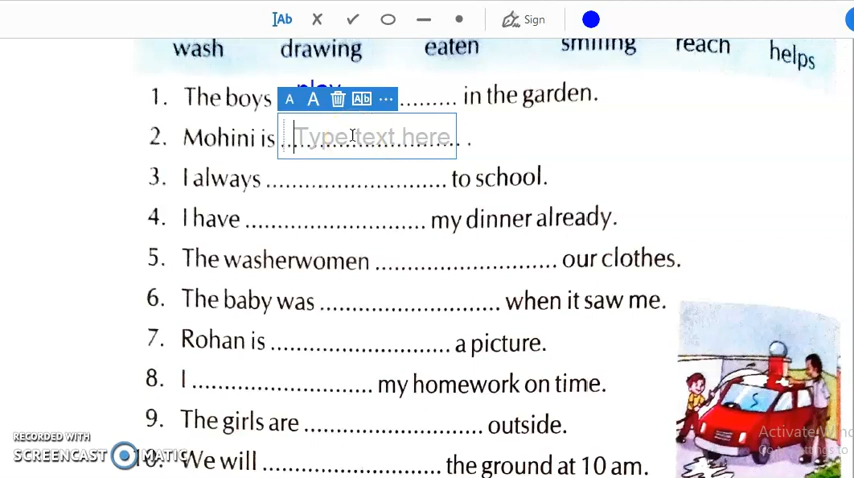 Ab Sign
wash drawing eaten smiling reach helps
play
A A Ab ...
1. The boys ......... in the garden.
2. Mohini is Type text here .
3. I always .............................. to school.
4. I have .............................. my dinner already.
5. The washerwomen .............................. our clothes.
6. The baby was .............................. when it saw me.
7. Rohan is .............................. a picture.
8. I .............................. my homework on time.
9. The girls are .............................. outside.
10. We will .............................. the ground at 10 am.
S
RECORDED WITH
SCREENCAST MATIC